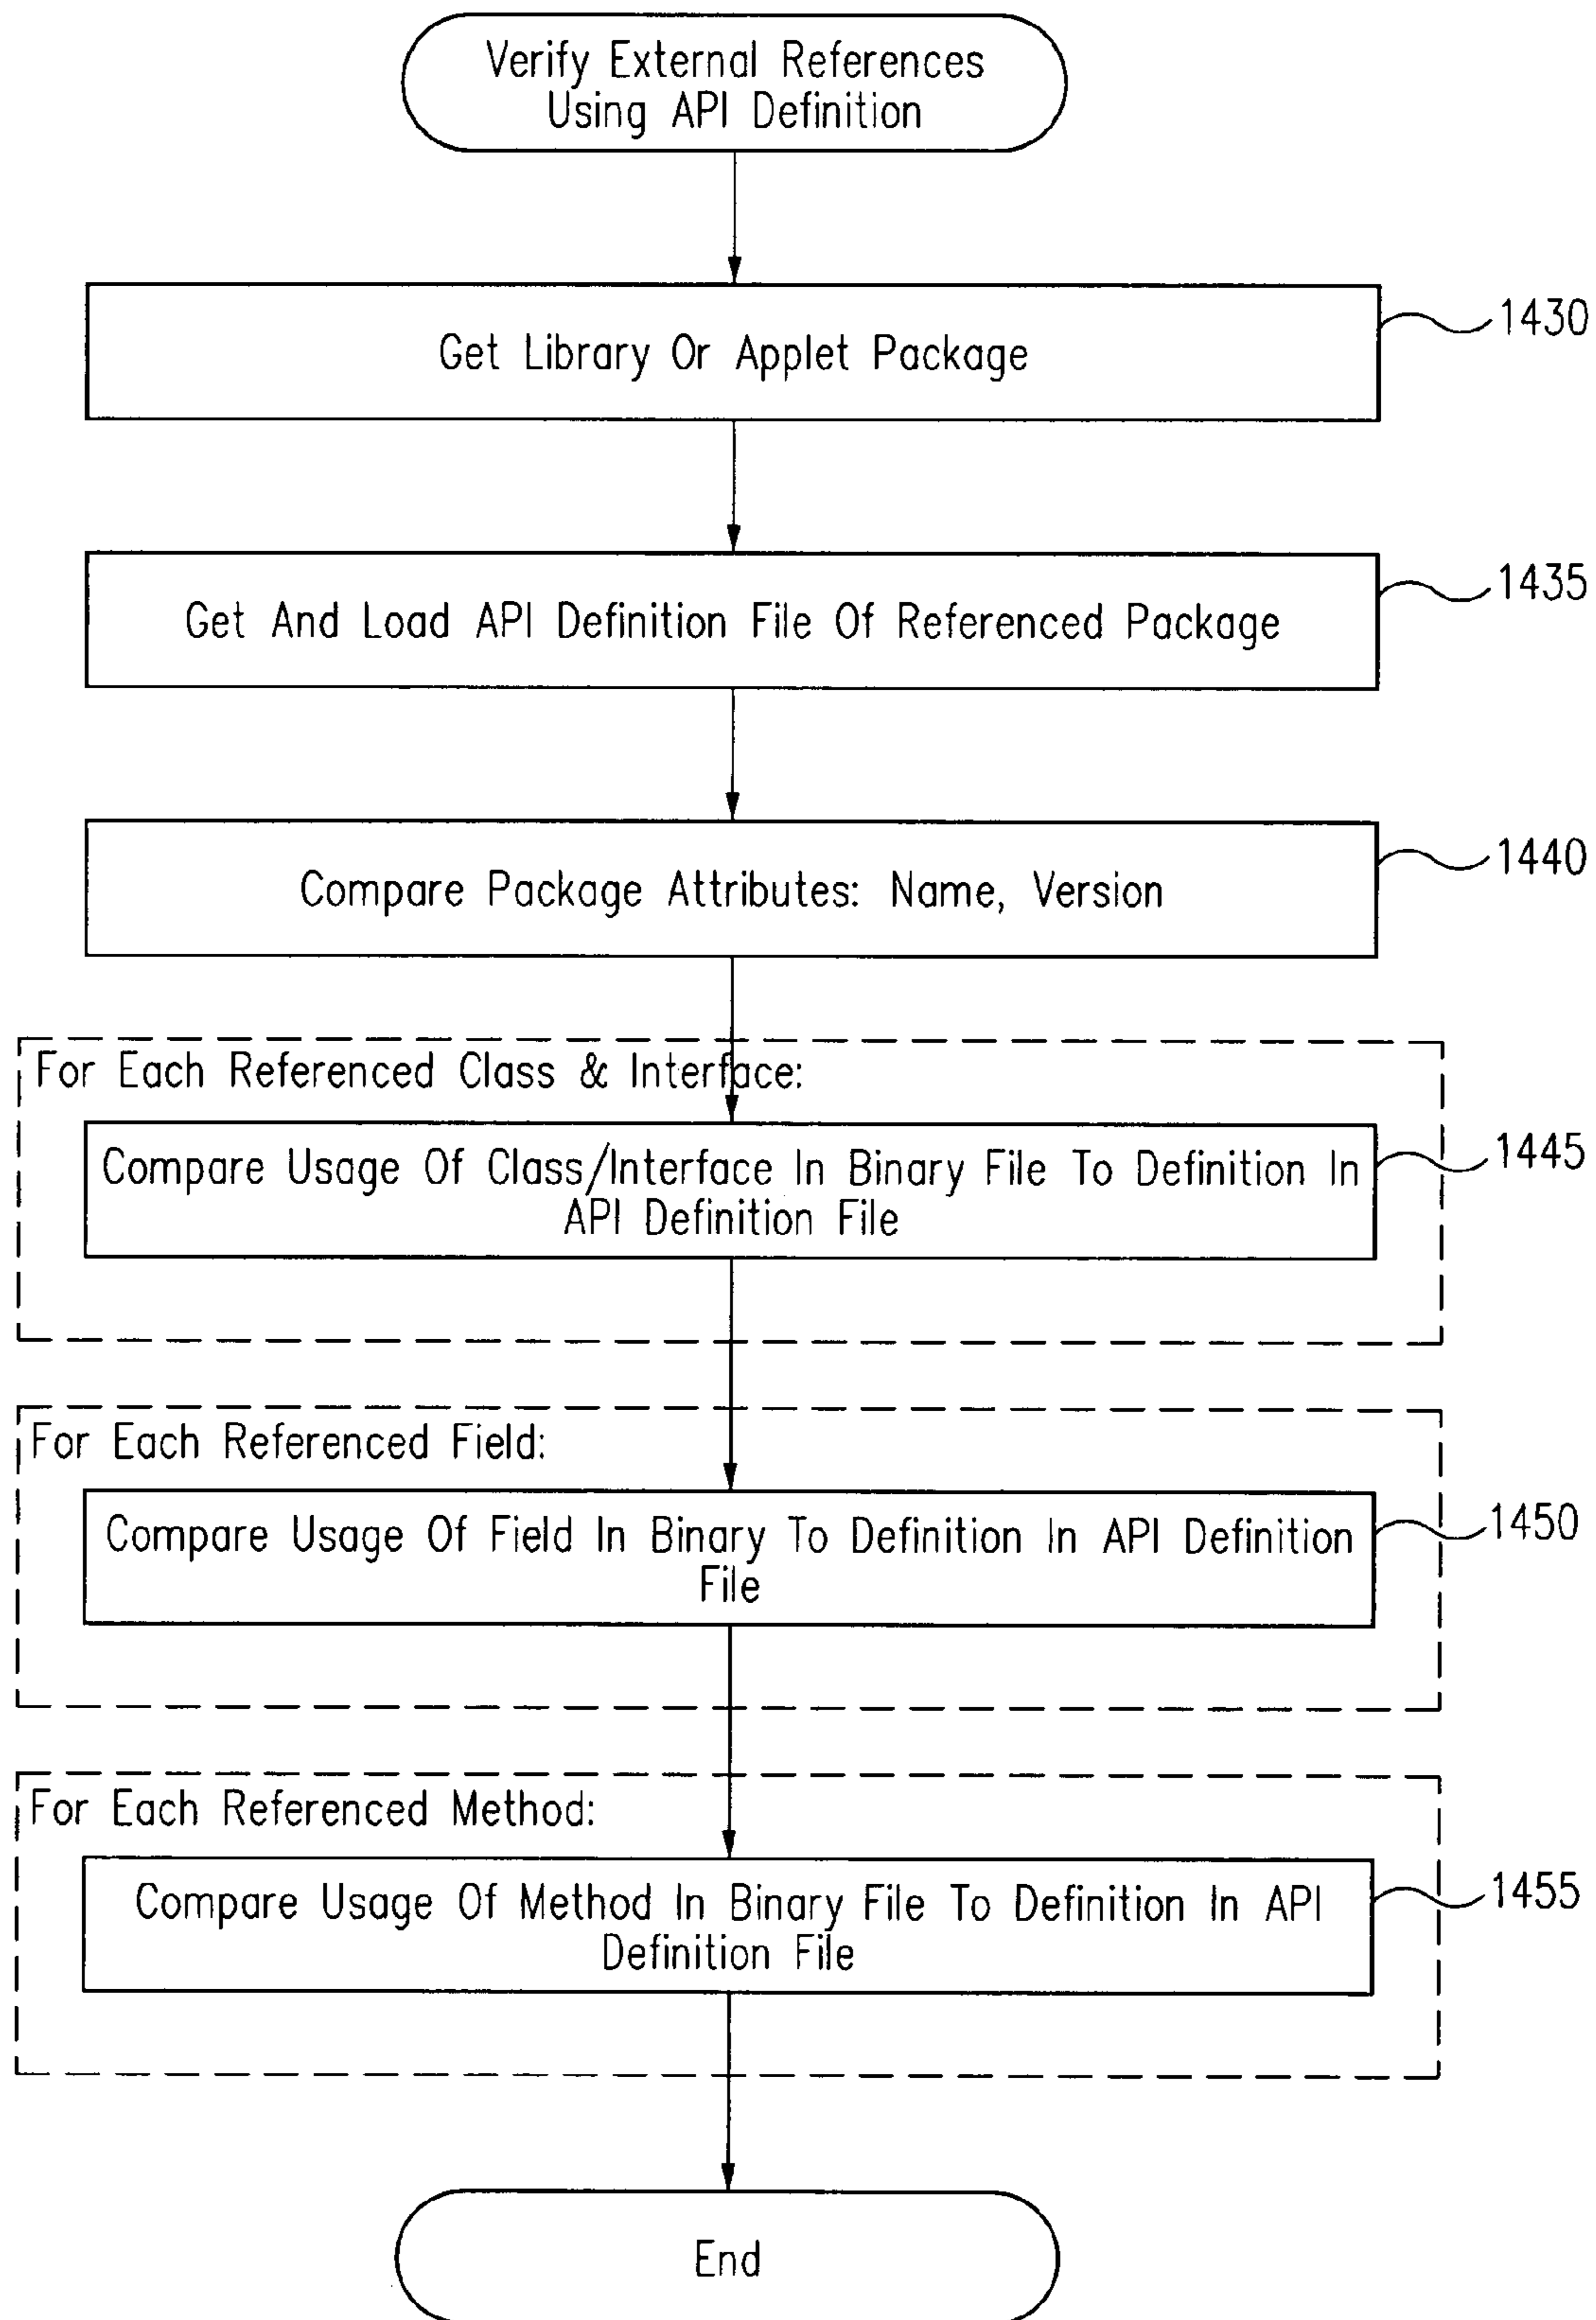 Verify External References
Using API Definition
Get Library Or Applet Package
1430
Get And Load API Definition File Of Referenced Package
1435
Compare Package Attributes: Name, Version
1440
For Each Referenced Class & Interface:
Compare Usage Of Class/Interface In Binary File To Definition In
API Definition File
1445
For Each Referenced Field:
Compare Usage Of Field In Binary To Definition In API Definition
File
1450
For Each Referenced Method:
Compare Usage Of Method In Binary File To Definition In API
Definition File
1455
End